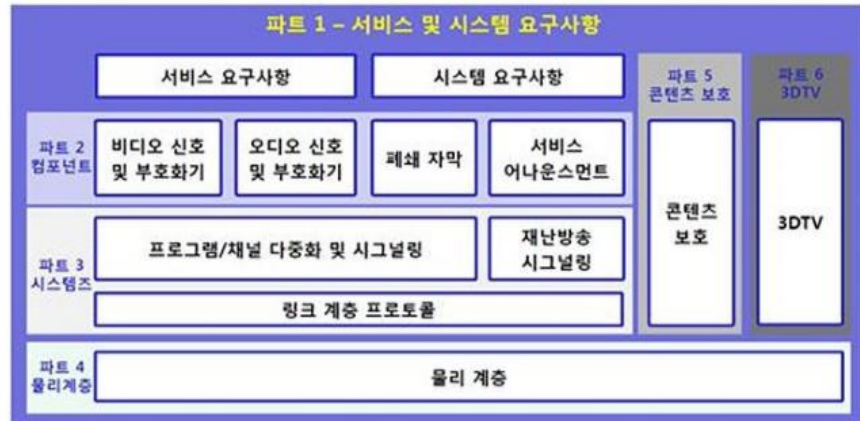 파트 1 – 서비스 및 시스템 요구사항
서비스 요구사항
시스템 요구사항
파트 5
콘텐츠 보호
파트 6
3DTV
파트 2
컴포넌트
비디오 신호
및 부호화기
오디오 신호
및 부호화기
폐쇄 자막
서비스
어나운스먼트
콘텐츠
보호
3DTV
파트 3
시스템즈
프로그램/채널 다중화 및 시그널링
재난방송
시그널링
링크 계층 프로토콜
파트 4
물리계층
물리 계층